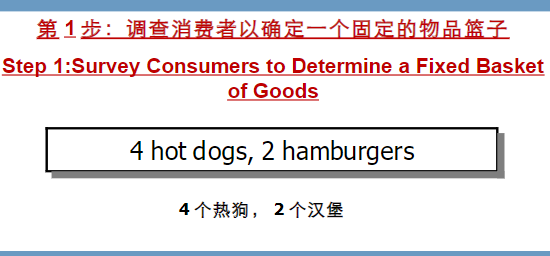 第 1 步：调查消费者以确定一个固定的物品篮子
Step 1:Survey Consumers to Determine a Fixed Basket
of Goods
4 hot dogs, 2 hamburgers
4 个热狗，2 个汉堡